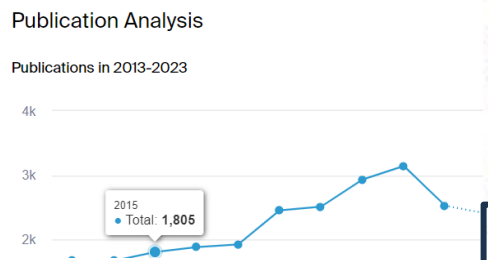 Publication Analysis
Publications in 2013-2023
4k
3k
2015
Total: 1,805
2k